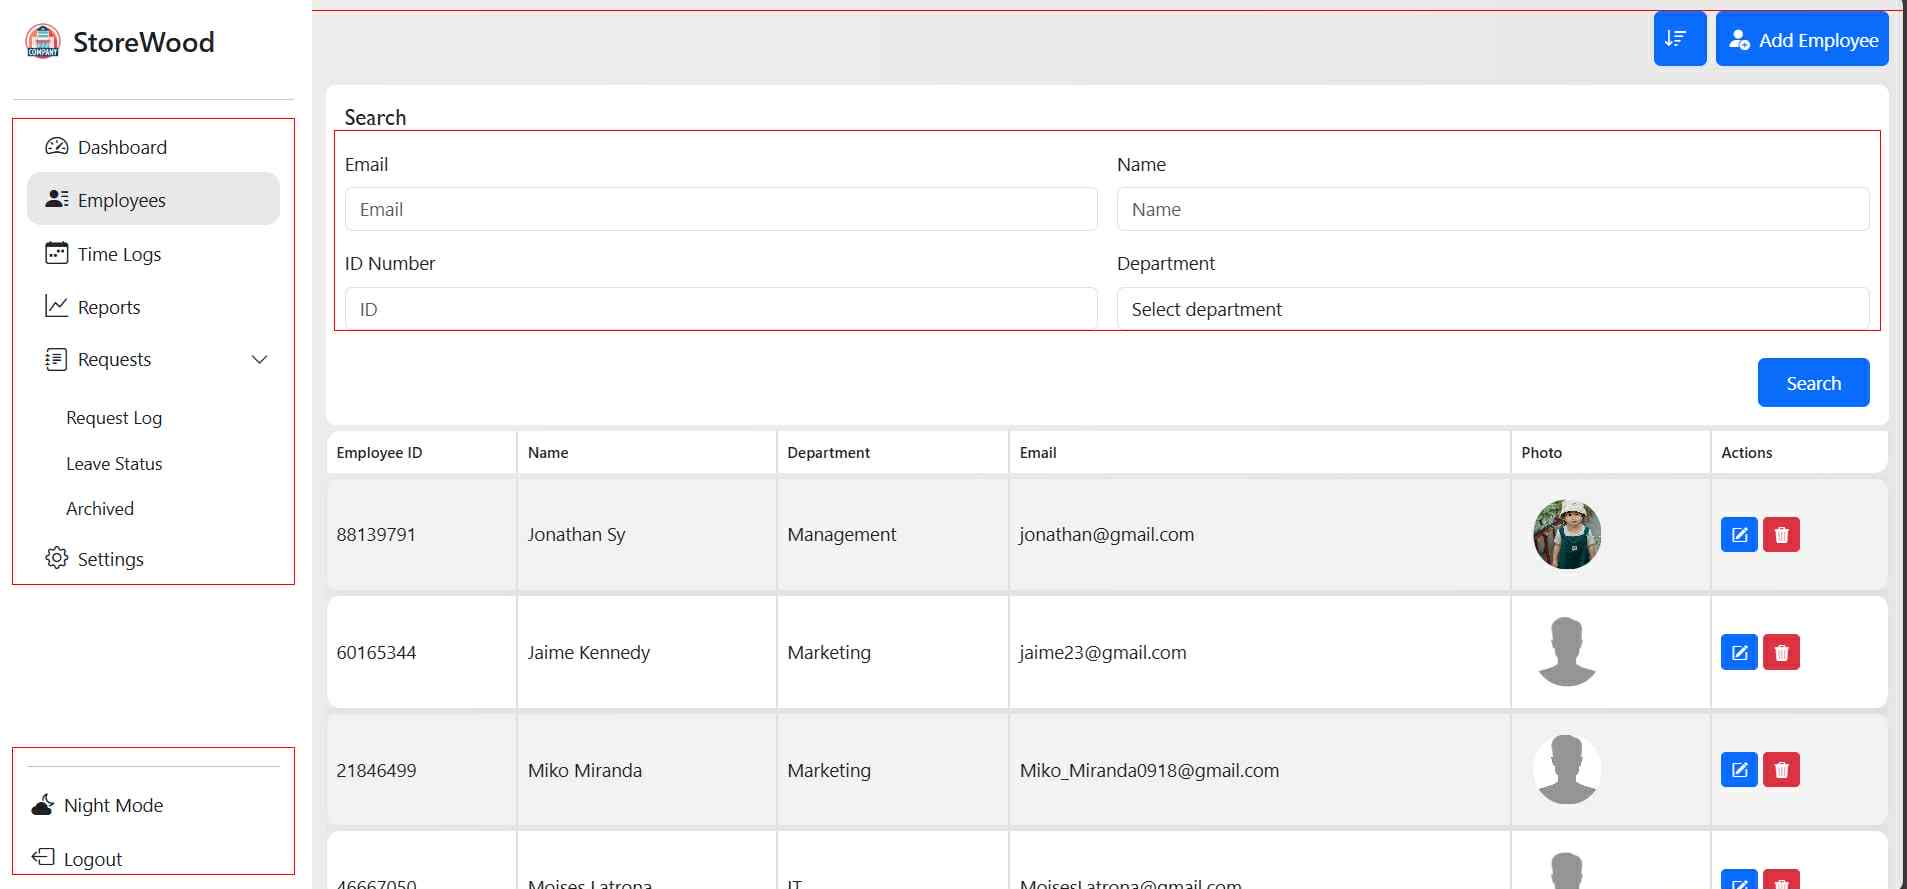 COMPANY
StoreWood
Dashboard
Employees
Time Logs
Reports
Requests
Request Log
Leave Status
Archived
Settings
Night Mode
Logout
Add Employee
Search
Email Name
Email Name
ID Number Department
ID Select department
Search
Employee ID Name Department Email Photo Actions
88139791 Jonathan Sy Management jonathan@gmail.com
60165344 Jaime Kennedy Marketing jaime23@gmail.com
21846499 Miko Miranda Marketing Miko_Miranda0918@gmail.com
46667050 Moises Latrona IT MoisesLatrona@gmail.com